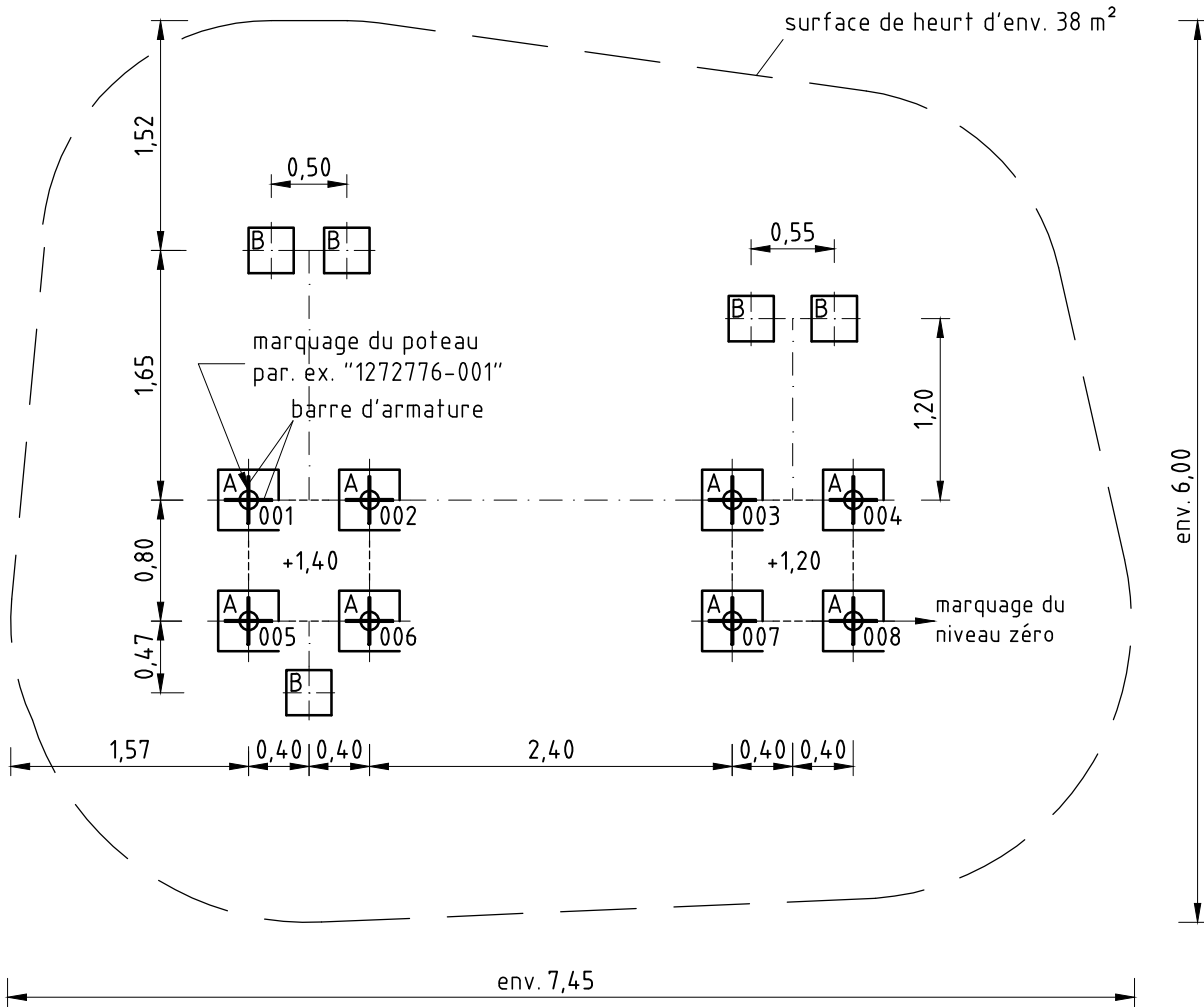 surface de heurt d'env. 38 m²
1,52
0,50
0,55
B
B
B
B
marquage du poteau
par. ex. "1272776-001"
barre d'armature
1,65
1,20
env. 6,00
A
A
A
A
001
002
003
004
0,80
+1,40
+1,20
A
A
A
A
marquage du
niveau zéro
005
006
007
008
0,47
B
1,57
0,40
0,40
2,40
0,40
0,40
env. 7,45